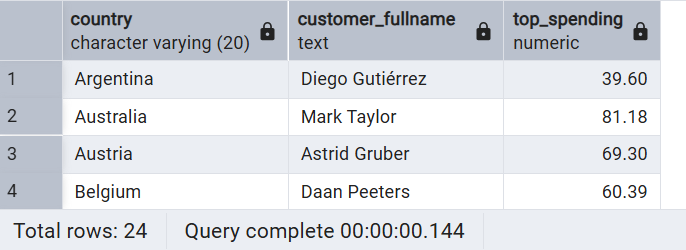 country customer_fullname top_spending
character varying (20) text numeric
1 Argentina Diego Gutiérrez 39.60
2 Australia Mark Taylor 81.18
3 Austria Astrid Gruber 69.30
4 Belgium Daan Peeters 60.39
Total rows: 24 Query complete 00:00:00.144